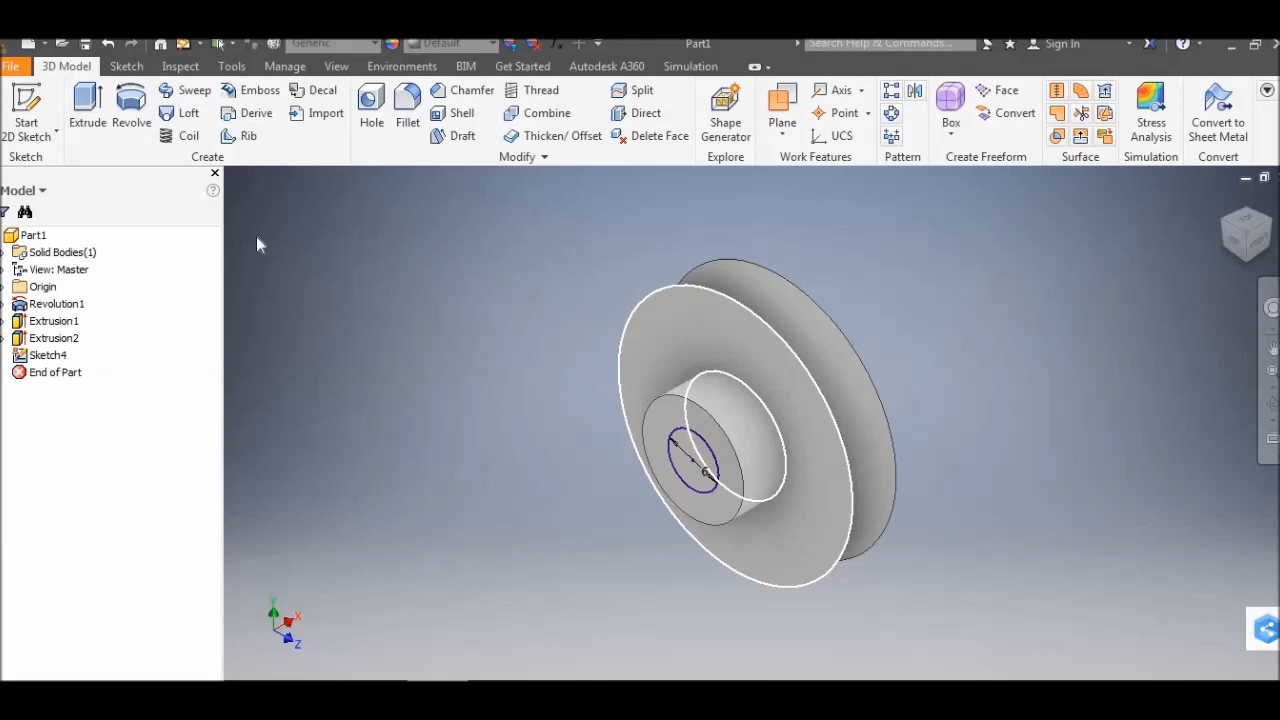 Generic Default Part1 Search Help & Commands... Sign In
File 3D Model Sketch Inspect Tools Manage View Environments BIM Get Started Autodesk A360 Simulation
Start 2D Sketch
Extrude
Revolve
Sweep Emboss Decal
Loft Derive Import
Coil Rib
Hole
Fillet
Chamfer Thread Split
Shell Combine Direct
Draft Thicken/ Offset Delete Face
Shape Generator
Plane
Axis
Point
UCS
Box
Face
Convert
Stress Analysis
Convert to Sheet Metal
Sketch Create Modify Explore Work Features Pattern Create Freeform Surface Simulation Convert
Model
Part1
Solid Bodies(1)
View: Master
Origin
Revolution1
Extrusion1
Extrusion2
Sketch4
End of Part
TOP
FRONT
6
Y
X
Z